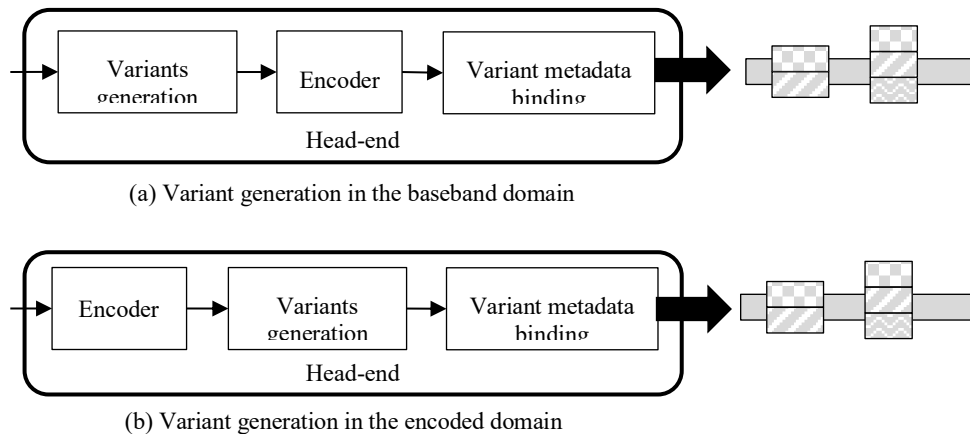 Variants
generation
Encoder
Variant metadata
binding
Head-end
(a) Variant generation in the baseband domain
Encoder
Variants
generation
Variant metadata
binding
Head-end
(b) Variant generation in the encoded domain